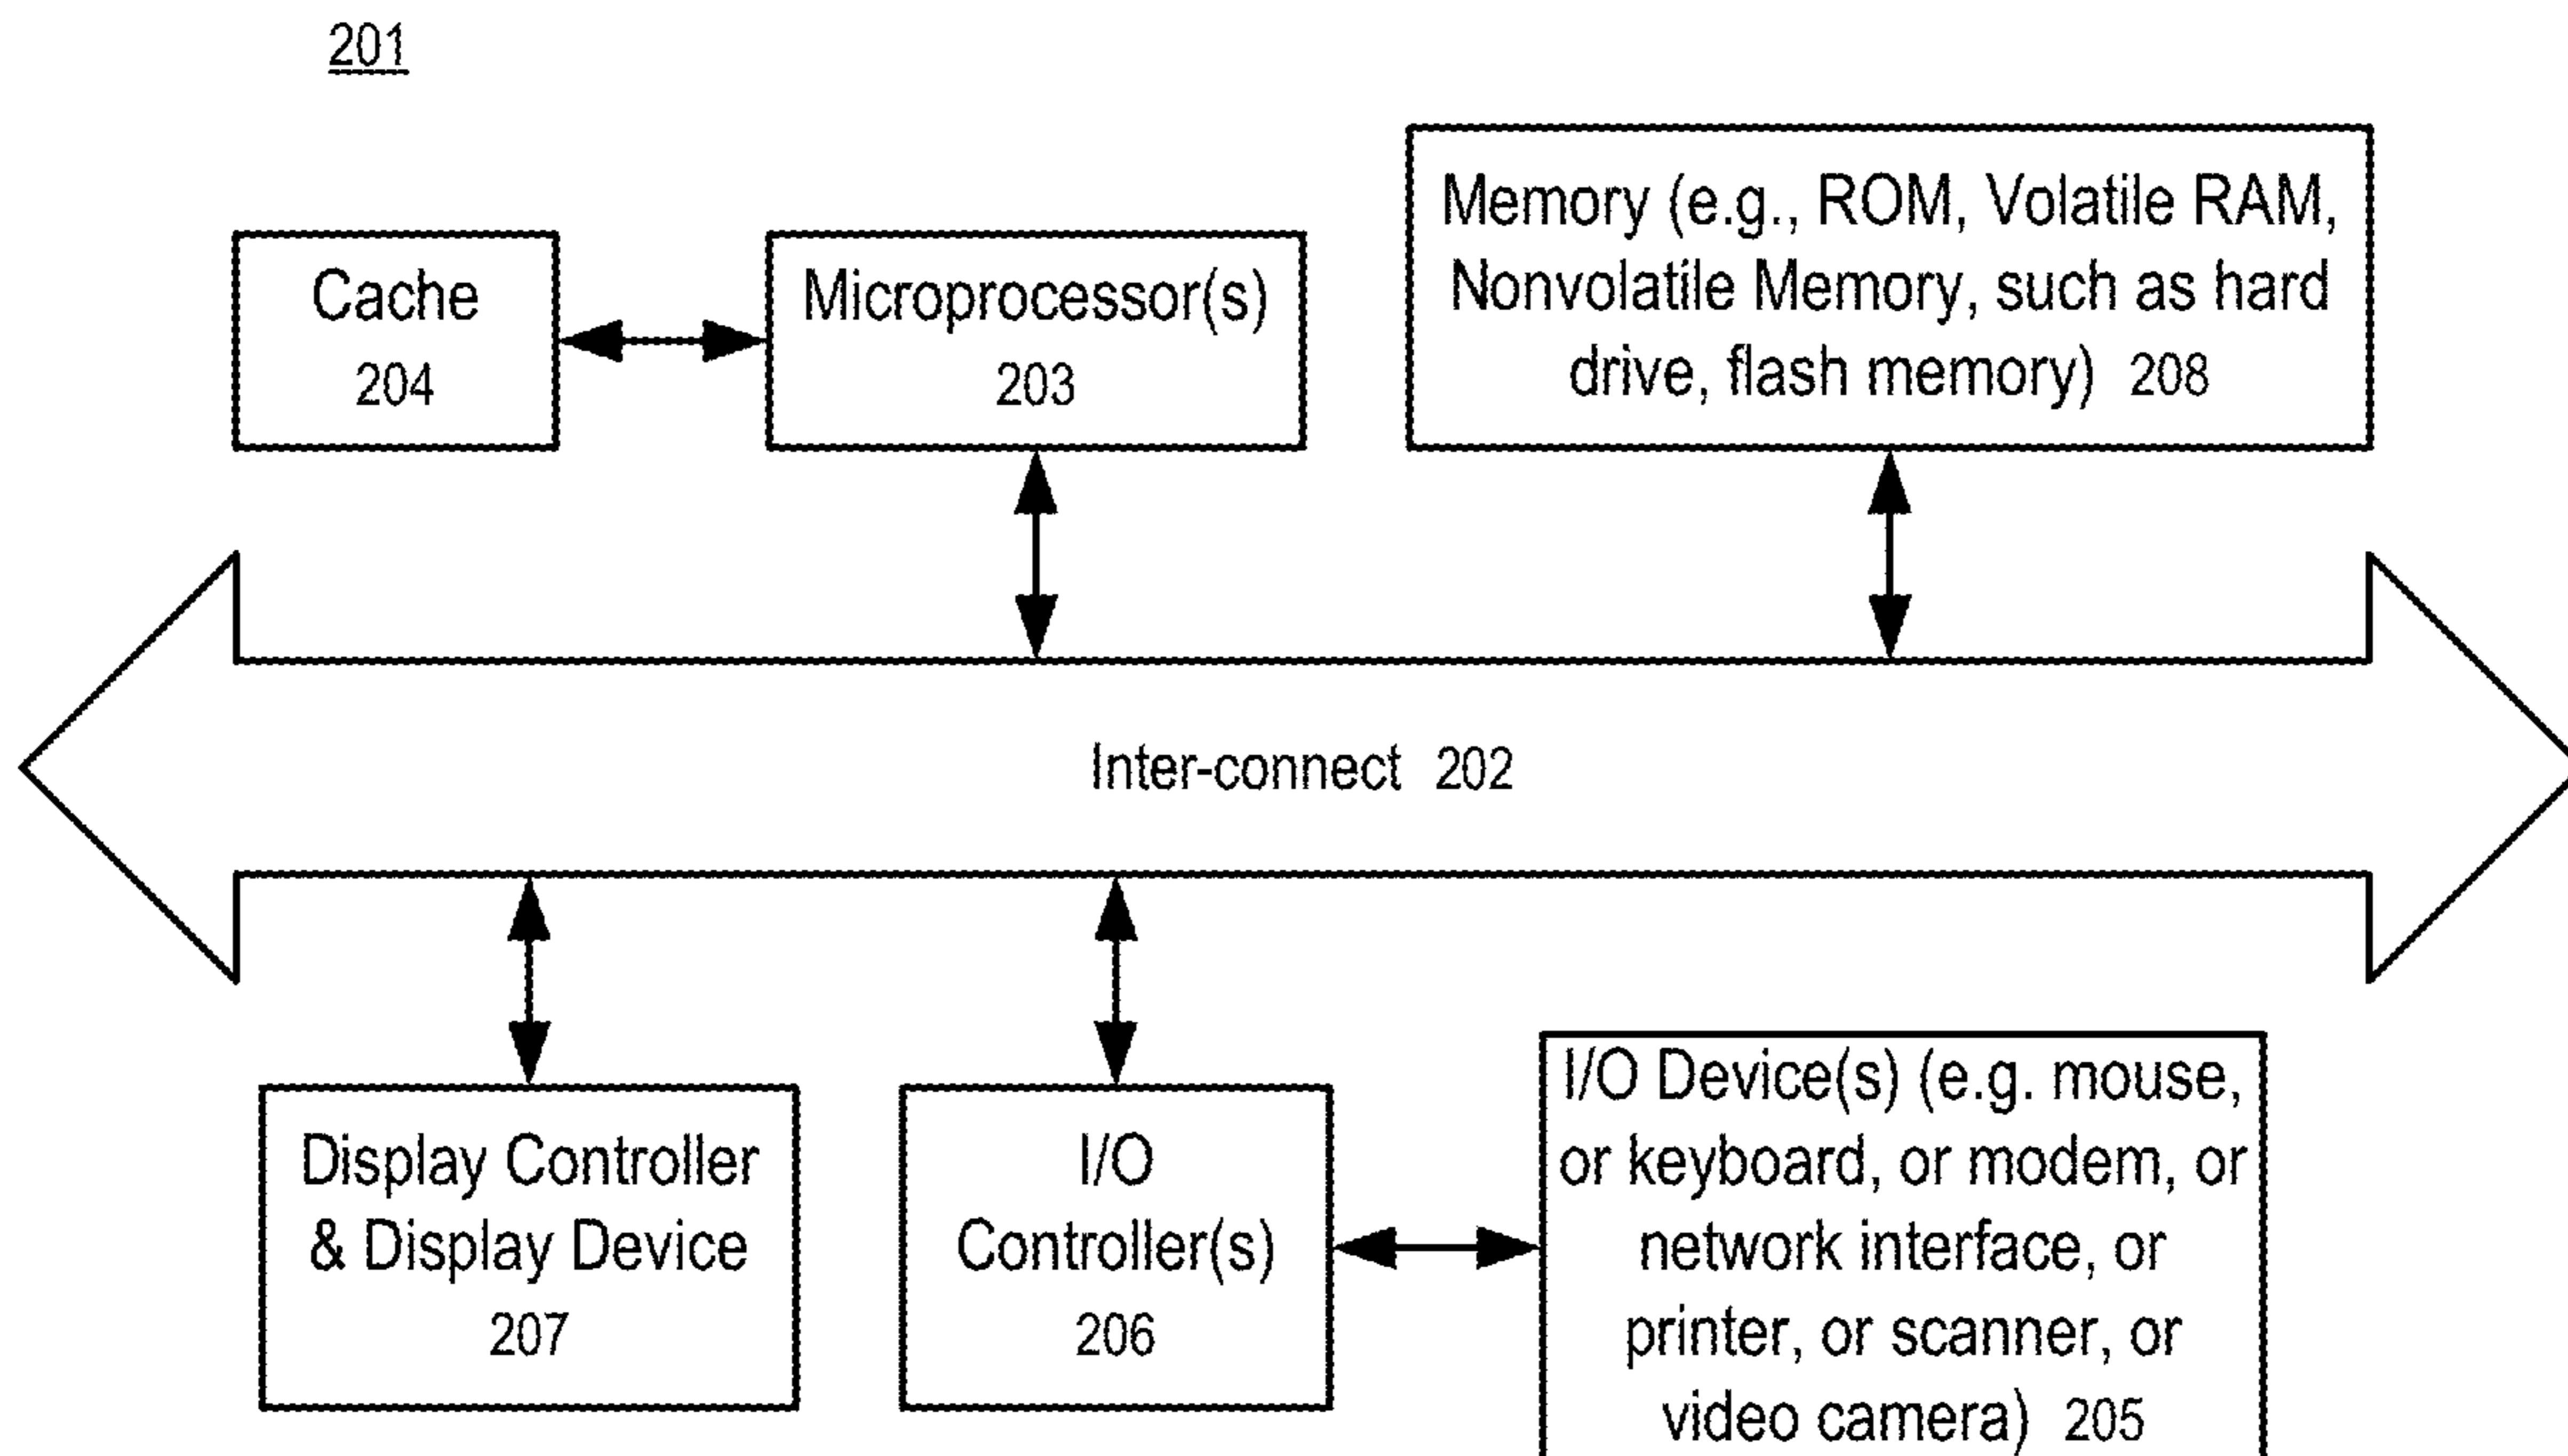 201
Cache
204
Microprocessor(s)
203
Memory (e.g., ROM, Volatile RAM,
Nonvolatile Memory, such as hard
drive, flash memory) 208
Inter-connect 202
Display Controller
& Display Device
207
I/O
Controller(s)
206
I/O Device(s) (e.g. mouse,
or keyboard, or modem, or
network interface, or
printer, or scanner, or
video camera) 205